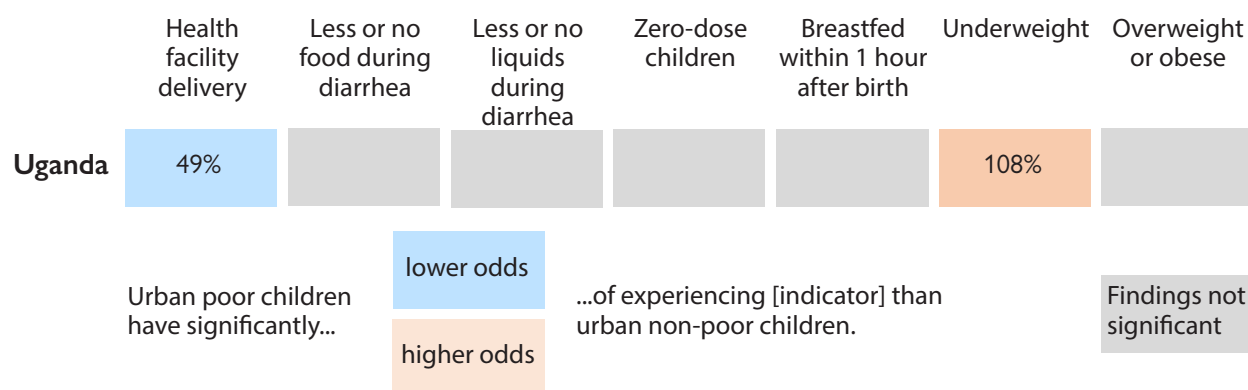 Health
facility
delivery
Less or no
food during
diarrhea
Less or no
liquids
during
diarrhea
Zero-dose
children
Breastfed
within 1 hour
after birth
Underweight
Overweight
or obese
Uganda
49%
108%
Urban poor children
have significantly...
lower odds
higher odds
...of experiencing [indicator] than
urban non-poor children.
Findings not
significant